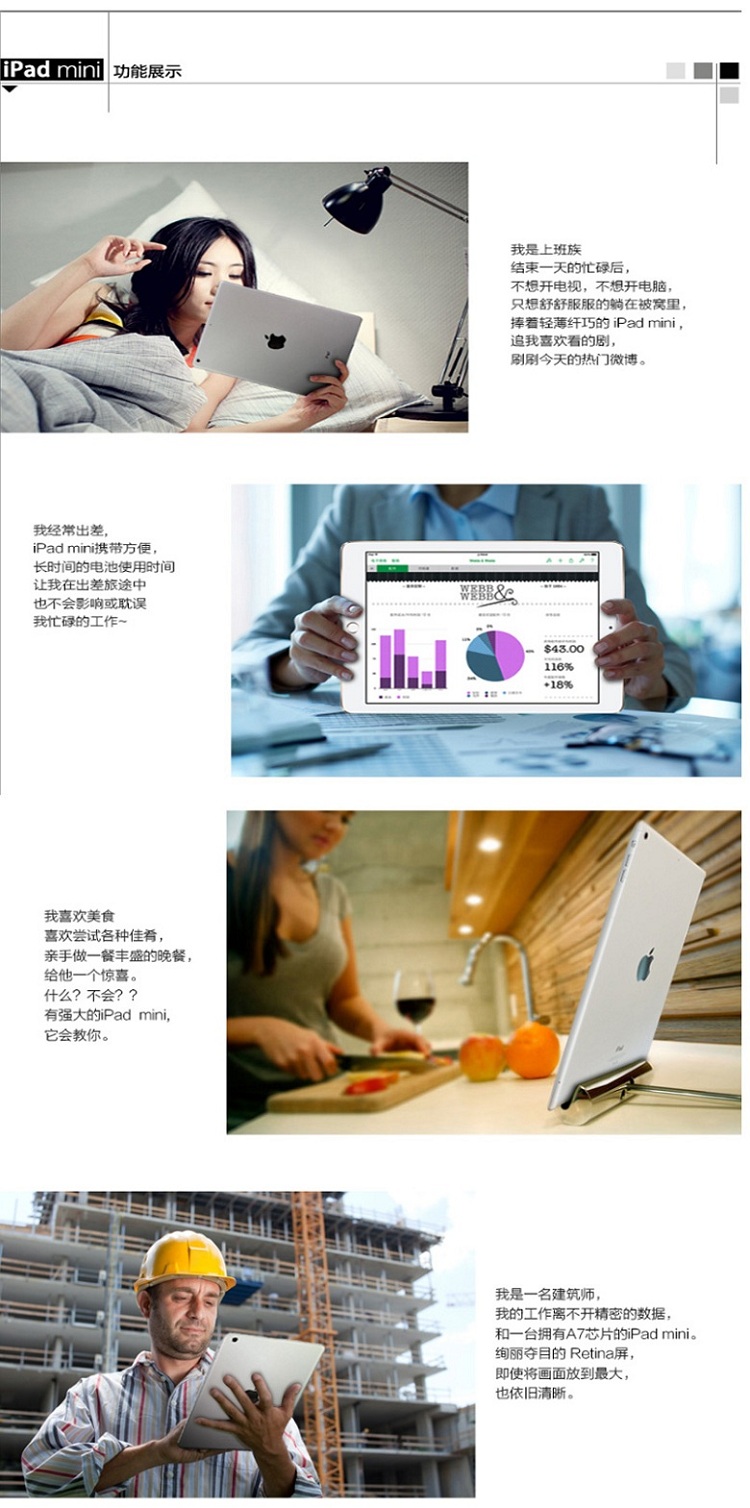 iPad mini 功能展示
我是上班族
结束一天的忙碌后，
不想开电视，不想开电脑，
只想舒舒服服的躺在被窝里，
捧着轻薄纤巧的 iPad mini，
追我喜欢看的剧，
刷刷今天的热门微博。
我经常出差，
iPad mini携带方便，
长时间的电池使用时间
让我在出差旅途中
也不会影响或耽误
我忙碌的工作~
WEBB
WEBB&
$43.00
116%
+18%
我喜欢美食
喜欢尝试各种佳肴，
亲手做一餐丰盛的晚餐，
给他一个惊喜。
什么？不会？？
有强大的iPad mini,
它会教你。
iPad
我是一名建筑师，
我的工作离不开精密的数据，
和一台拥有A7芯片的iPad mini。
绚丽夺目的 Retina屏，
即使将画面放到最大，
也依旧清晰。